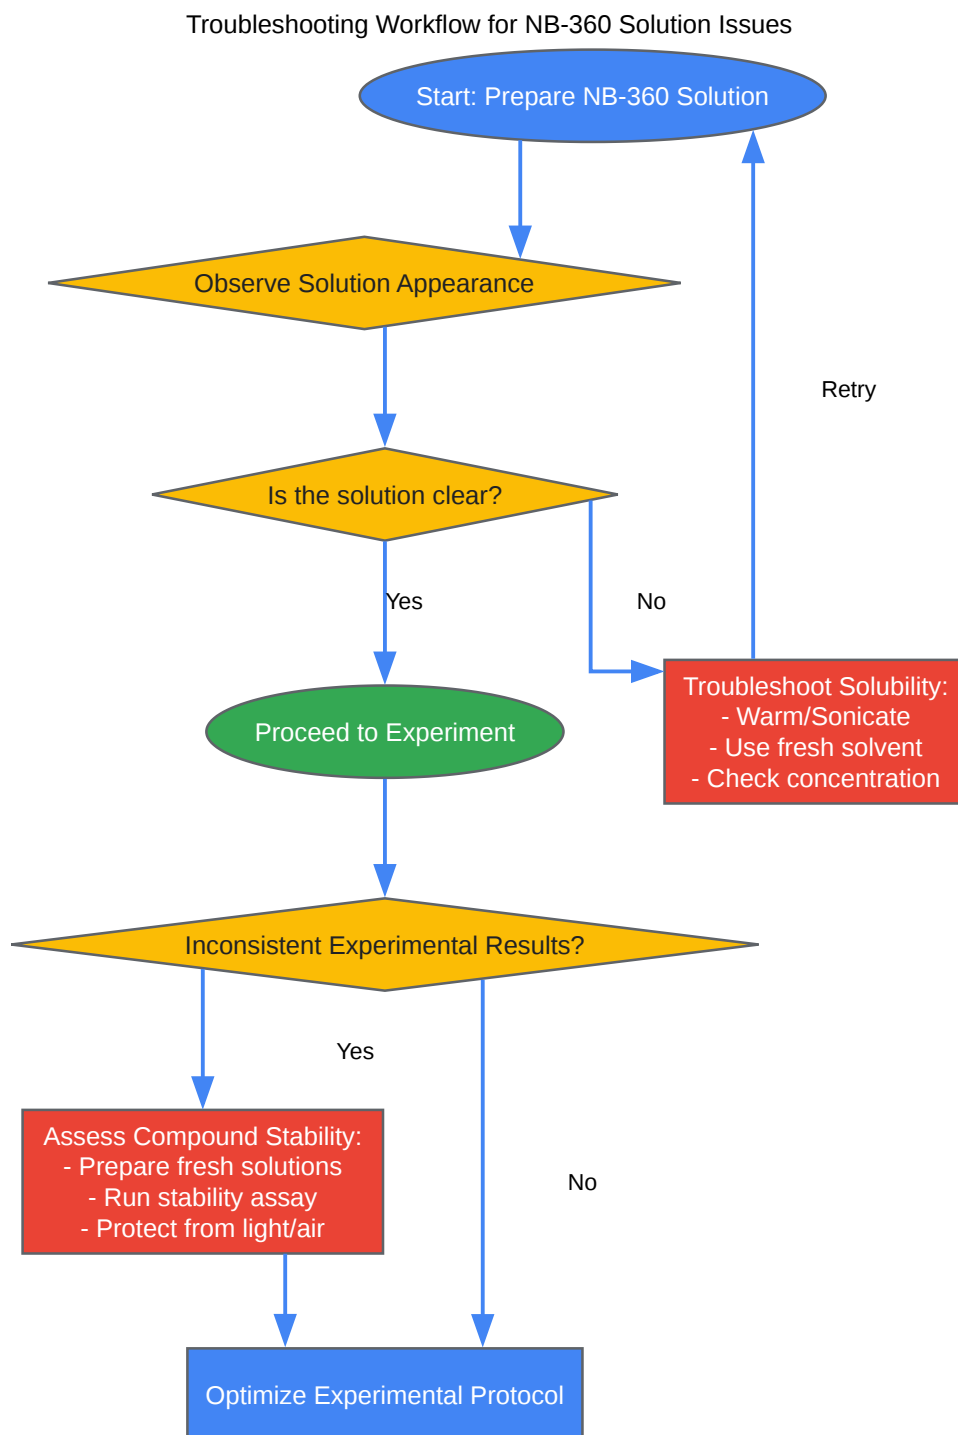 Troubleshooting Workflow for NB-360 Solution Issues
Start: Prepare NB-360 Solution
Observe Solution Appearance
Retry
Is the solution clear?
Yes
No
Troubleshoot Solubility:
- Warm/Sonicate
- Use fresh solvent
- Check concentration
Proceed to Experiment
Inconsistent Experimental Results?
Yes
Assess Compound Stability:
- Prepare fresh solutions
- Run stability assay
- Protect from light/air
No
Optimize Experimental Protocol